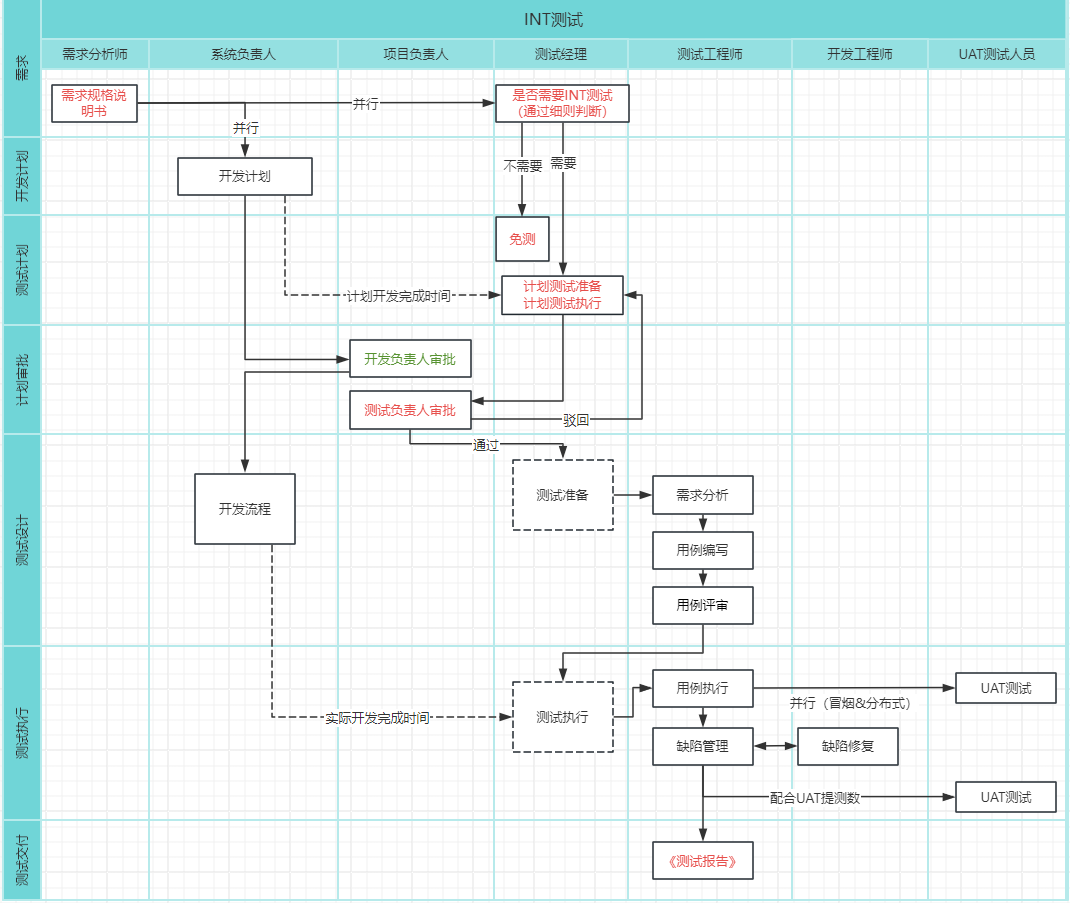 INT测试
需求分析师
系统负责人
项目负责人
测试经理
测试工程师
开发工程师
UAT测试人员
需求
需求规格说
明书
并行
并行
是否需要INT测试
（通过细则判断）
开发计划
开发计划
不需要
需要
测试计划
免测
计划开发完成时间
计划测试准备
计划测试执行
计划审批
开发负责人审批
测试负责人审批
驳回
通过
测试设计
开发流程
测试准备
需求分析
用例编写
用例评审
测试执行
实际开发完成时间
测试执行
用例执行
并行（冒烟&分布式）
UAT测试
缺陷管理
缺陷修复
配合UAT提测数
UAT测试
测试交付
《测试报告》